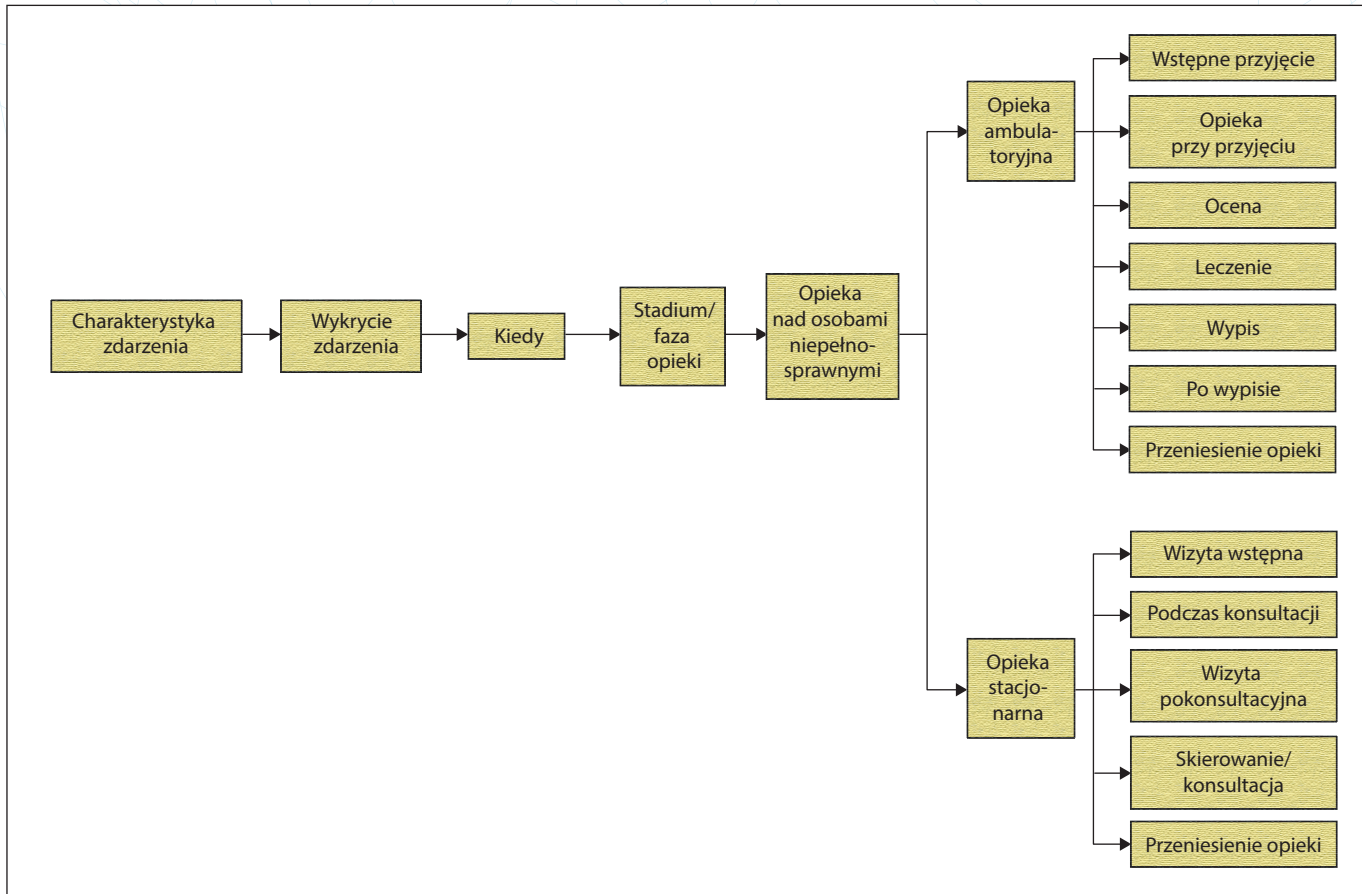 Charakterystyka
zdarzenia
Wykrycie
zdarzenia
Kiedy
Stadium/
faza
opieki
Opieka
nad osobami
niepełno-
sprawnymi
Opieka
ambula-
toryjna
Wstępne przyjęcie
Opieka
przy przyjęciu
Ocena
Leczenie
Wypis
Po wypisie
Przeniesienie opieki
Opieka
stacjo-
narna
Wizyta wstępna
Podczas konsultacji
Wizyta
pokonsultacyjna
Skierowanie/
konsultacja
Przeniesienie opieki